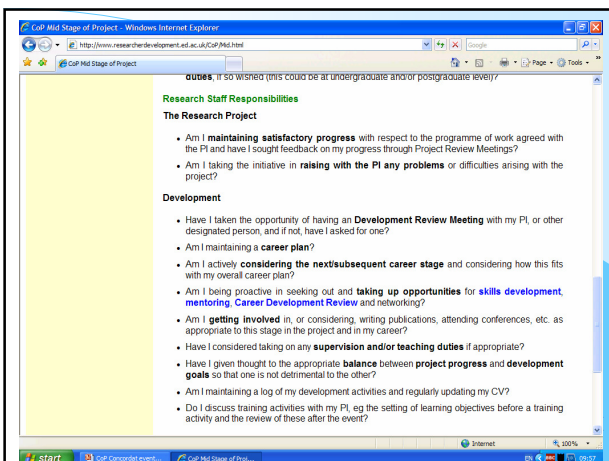 CoP Mid Stage of Project - Windows Internet Explorer
http://www.researcherdevelopment.ed.ac.uk/CoP/Mid.html
Google
CoP Mid Stage of Project
Page
Tools
duties, if so wished (this could be at undergraduate and/or postgraduate level)?
Research Staff Responsibilities
The Research Project
• Am I maintaining satisfactory progress with respect to the programme of work agreed with
the PI and have I sought feedback on my progress through Project Review Meetings?
• Am I taking the initiative in raising with the PI any problems or difficulties arising with the
project?
Development
• Have I taken the opportunity of having an Development Review Meeting with my PI, or other
designated person, and if not, have I asked for one?
• Am I maintaining a career plan?
• Am I actively considering the next/subsequent career stage and considering how this fits
with my overall career plan?
• Am I being proactive in seeking out and taking up opportunities for skills development,
mentoring, Career Development Review and networking?
• Am I getting involved in, or considering, writing publications, attending conferences, etc. as
appropriate to this stage in the project and in my career?
• Have I considered taking on any supervision and/or teaching duties if appropriate?
• Have I given thought to the appropriate balance between project progress and development
goals so that one is not detrimental to the other?
• Am I maintaining a log of my development activities and regularly updating my CV?
• Do I discuss training activities with my PI, eg the setting of learning objectives before a training
activity and the review of these after the event?
Internet
100%
start
CoP Concordat event...
CoP Mid Stage of Proj...
EN
09:57